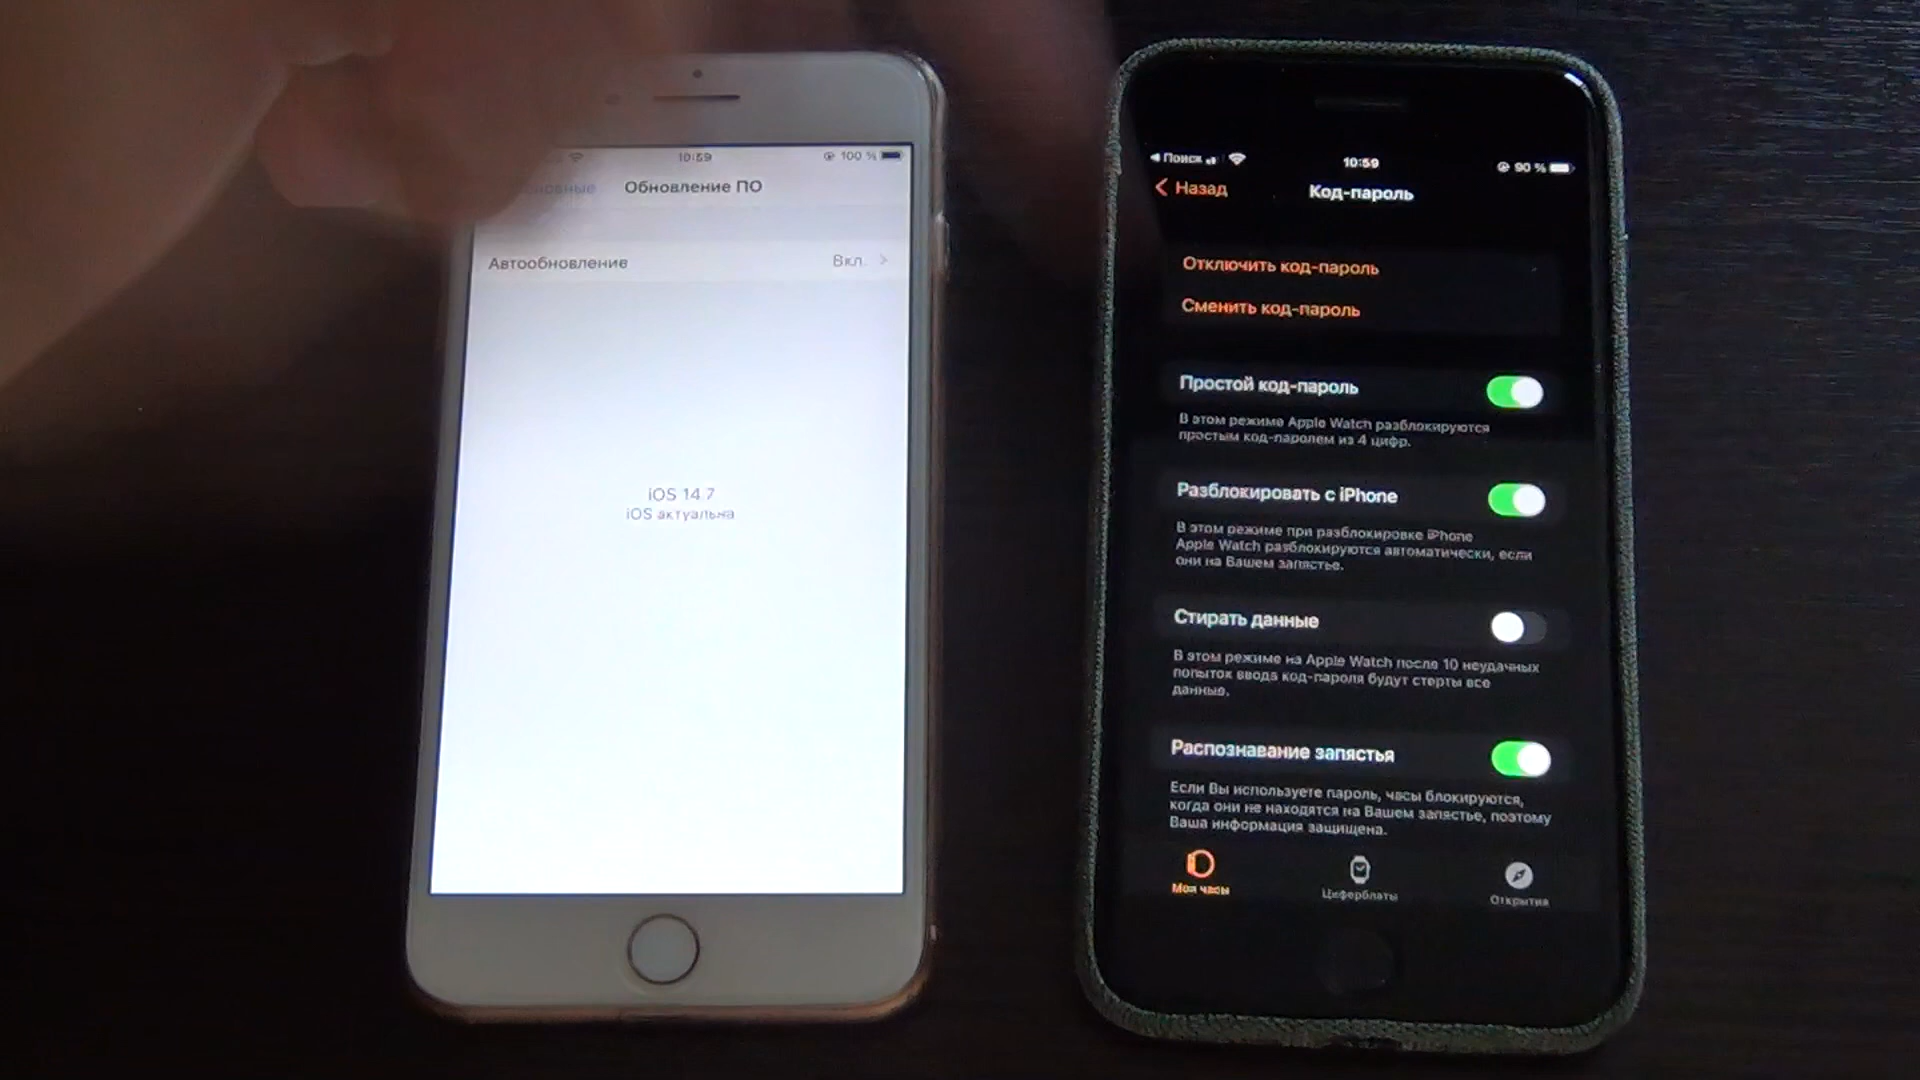 10:59
100 %
Обновление ПО
Автообновление
Вкл.
iOS 14.7
iOS актуальна
Поиск
10:59
90 %
Назад
Код-пароль
Отключить код-пароль
Сменить код-пароль
Простой код-пароль
В этом режиме Apple Watch разблокируются
простым код-паролем из 4 цифр.
Разблокировать с iPhone
В этом режиме при разблокировке iPhone
Apple Watch разблокируются автоматически, если
они на Вашем запястье.
Стирать данные
В этом режиме на Apple Watch после 10 неудачных
попыток ввода код-пароля будут стерты все
данные.
Распознавание запястья
Если Вы используете пароль, часы блокируются,
когда они не находятся на Вашем запястье, поэтому
Ваша информация защищена.
Мои часы
Циферблаты
Открытия